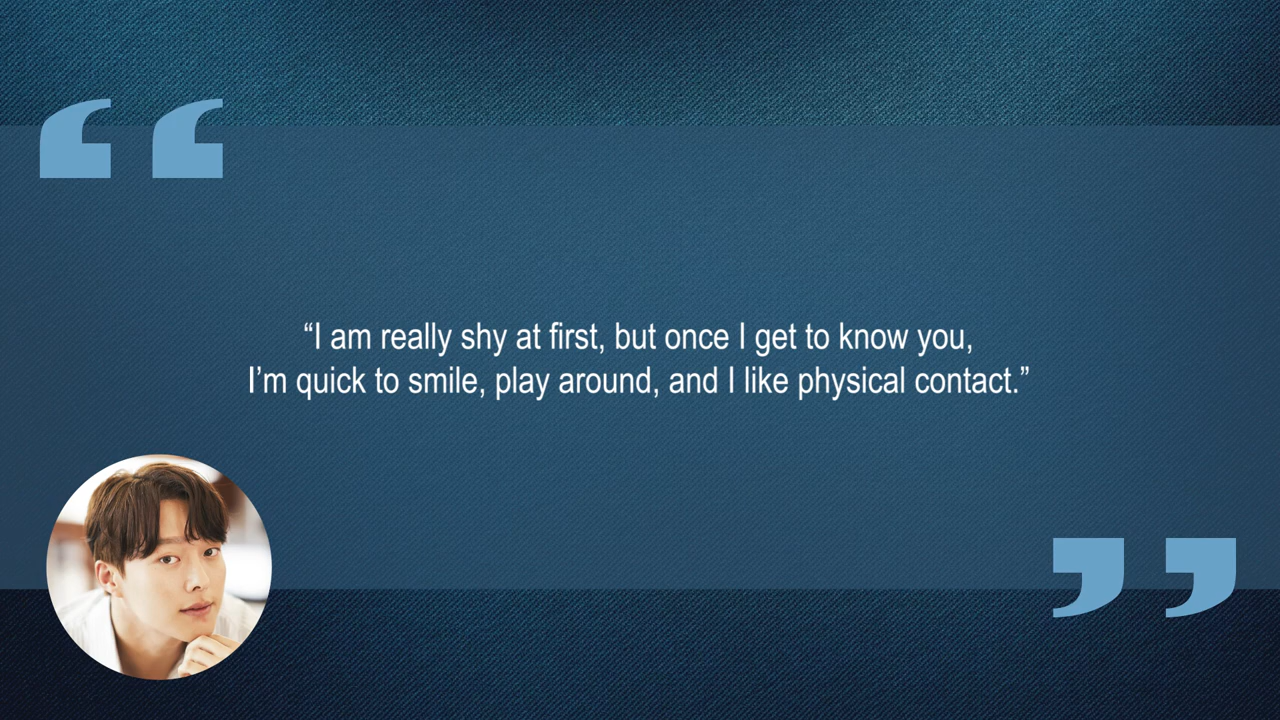 “I am really shy at first, but once I get to know you,
I’m quick to smile, play around, and I like physical contact.”